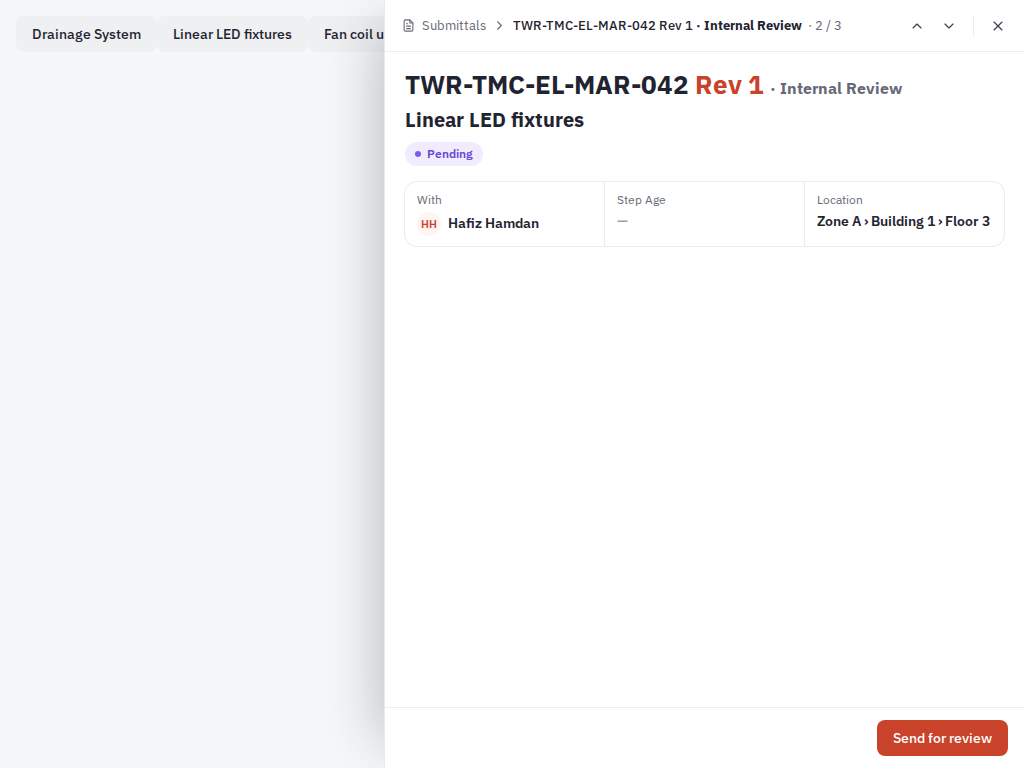 Drainage System
Linear LED fixtures
Fan coil u
Submittals
TWR-TMC-EL-MAR-042 Rev 1 · Internal Review · 2 / 3
TWR-TMC-EL-MAR-042 Rev 1 · Internal Review
Linear LED fixtures
Pending
With
HH Hafiz Hamdan
Step Age
—
Location
Zone A › Building 1 › Floor 3
Send for review